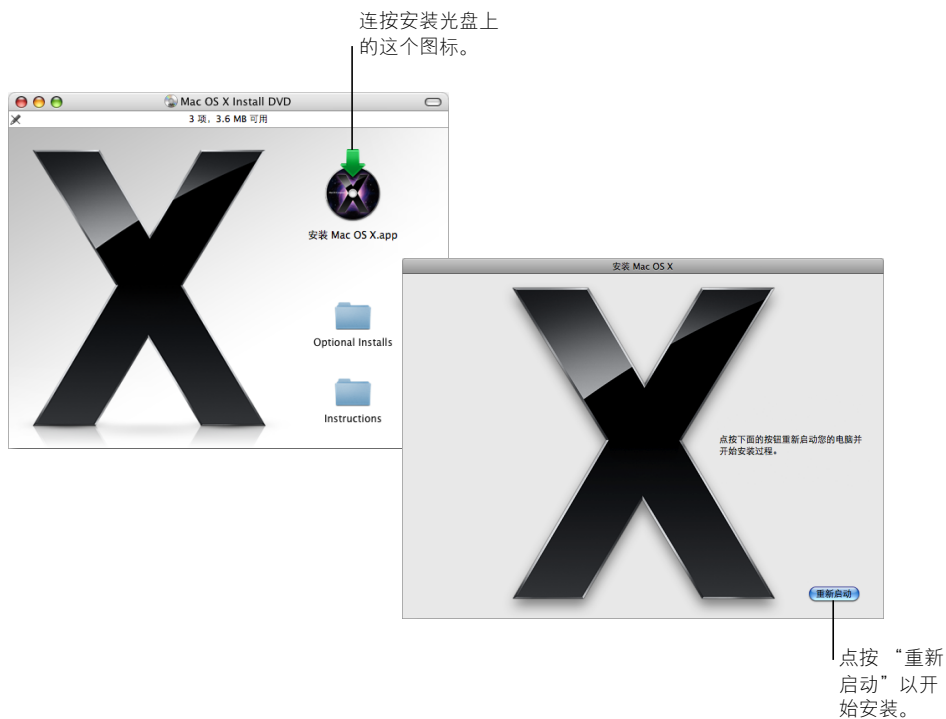 连按安装光盘上
的这个图标。
Mac OS X Install DVD
3 项，3.6 MB 可用
安装 Mac OS X.app
Optional Installs
Instructions
安装 Mac OS X
点按下面的按钮重新启动您的电脑并
开始安装过程。
重新启动
点按 “重新
启动”以开
始安装。